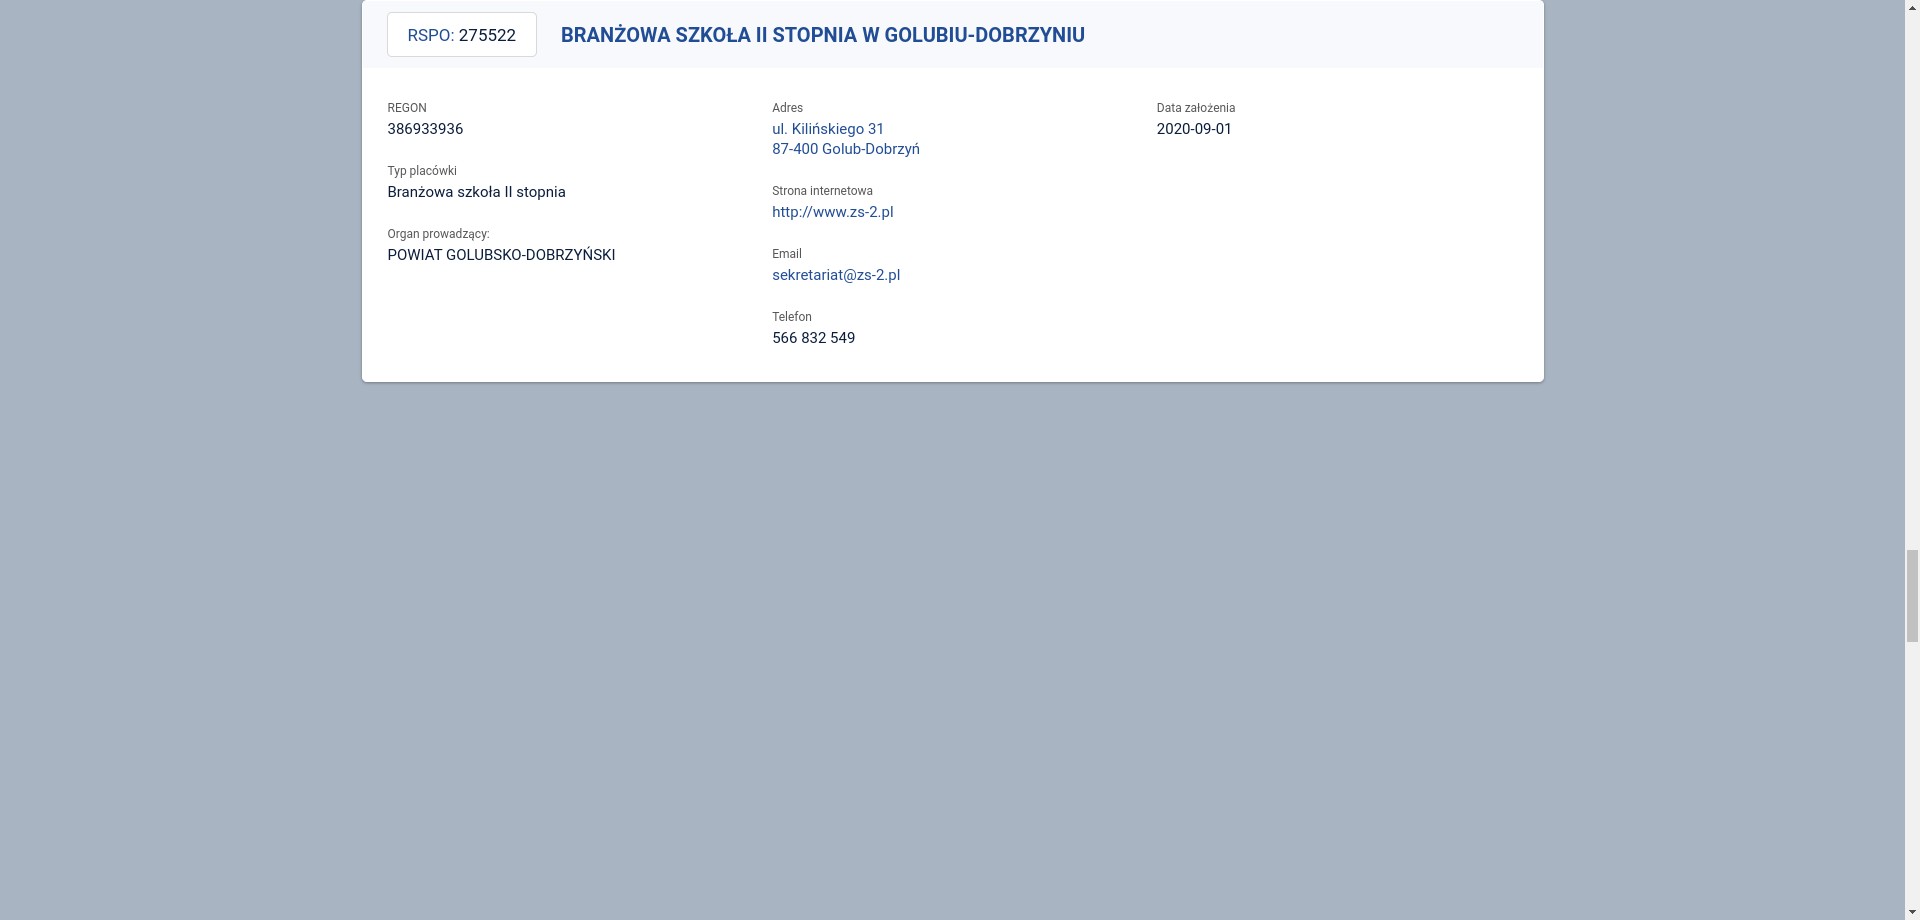 RSPO: 275522
BRANŻOWA SZKOŁA II STOPNIA W GOLUBIU-DOBRZYNIU
REGON
386933936
Typ placówki
Branżowa szkoła II stopnia
Organ prowadzący:
POWIAT GOLUBSKO-DOBRZYŃSKI
Adres
ul. Kilińskiego 31
87-400 Golub-Dobrzyń
Strona internetowa
http://www.zs-2.pl
Email
sekretariat@zs-2.pl
Telefon
566 832 549
Data założenia
2020-09-01